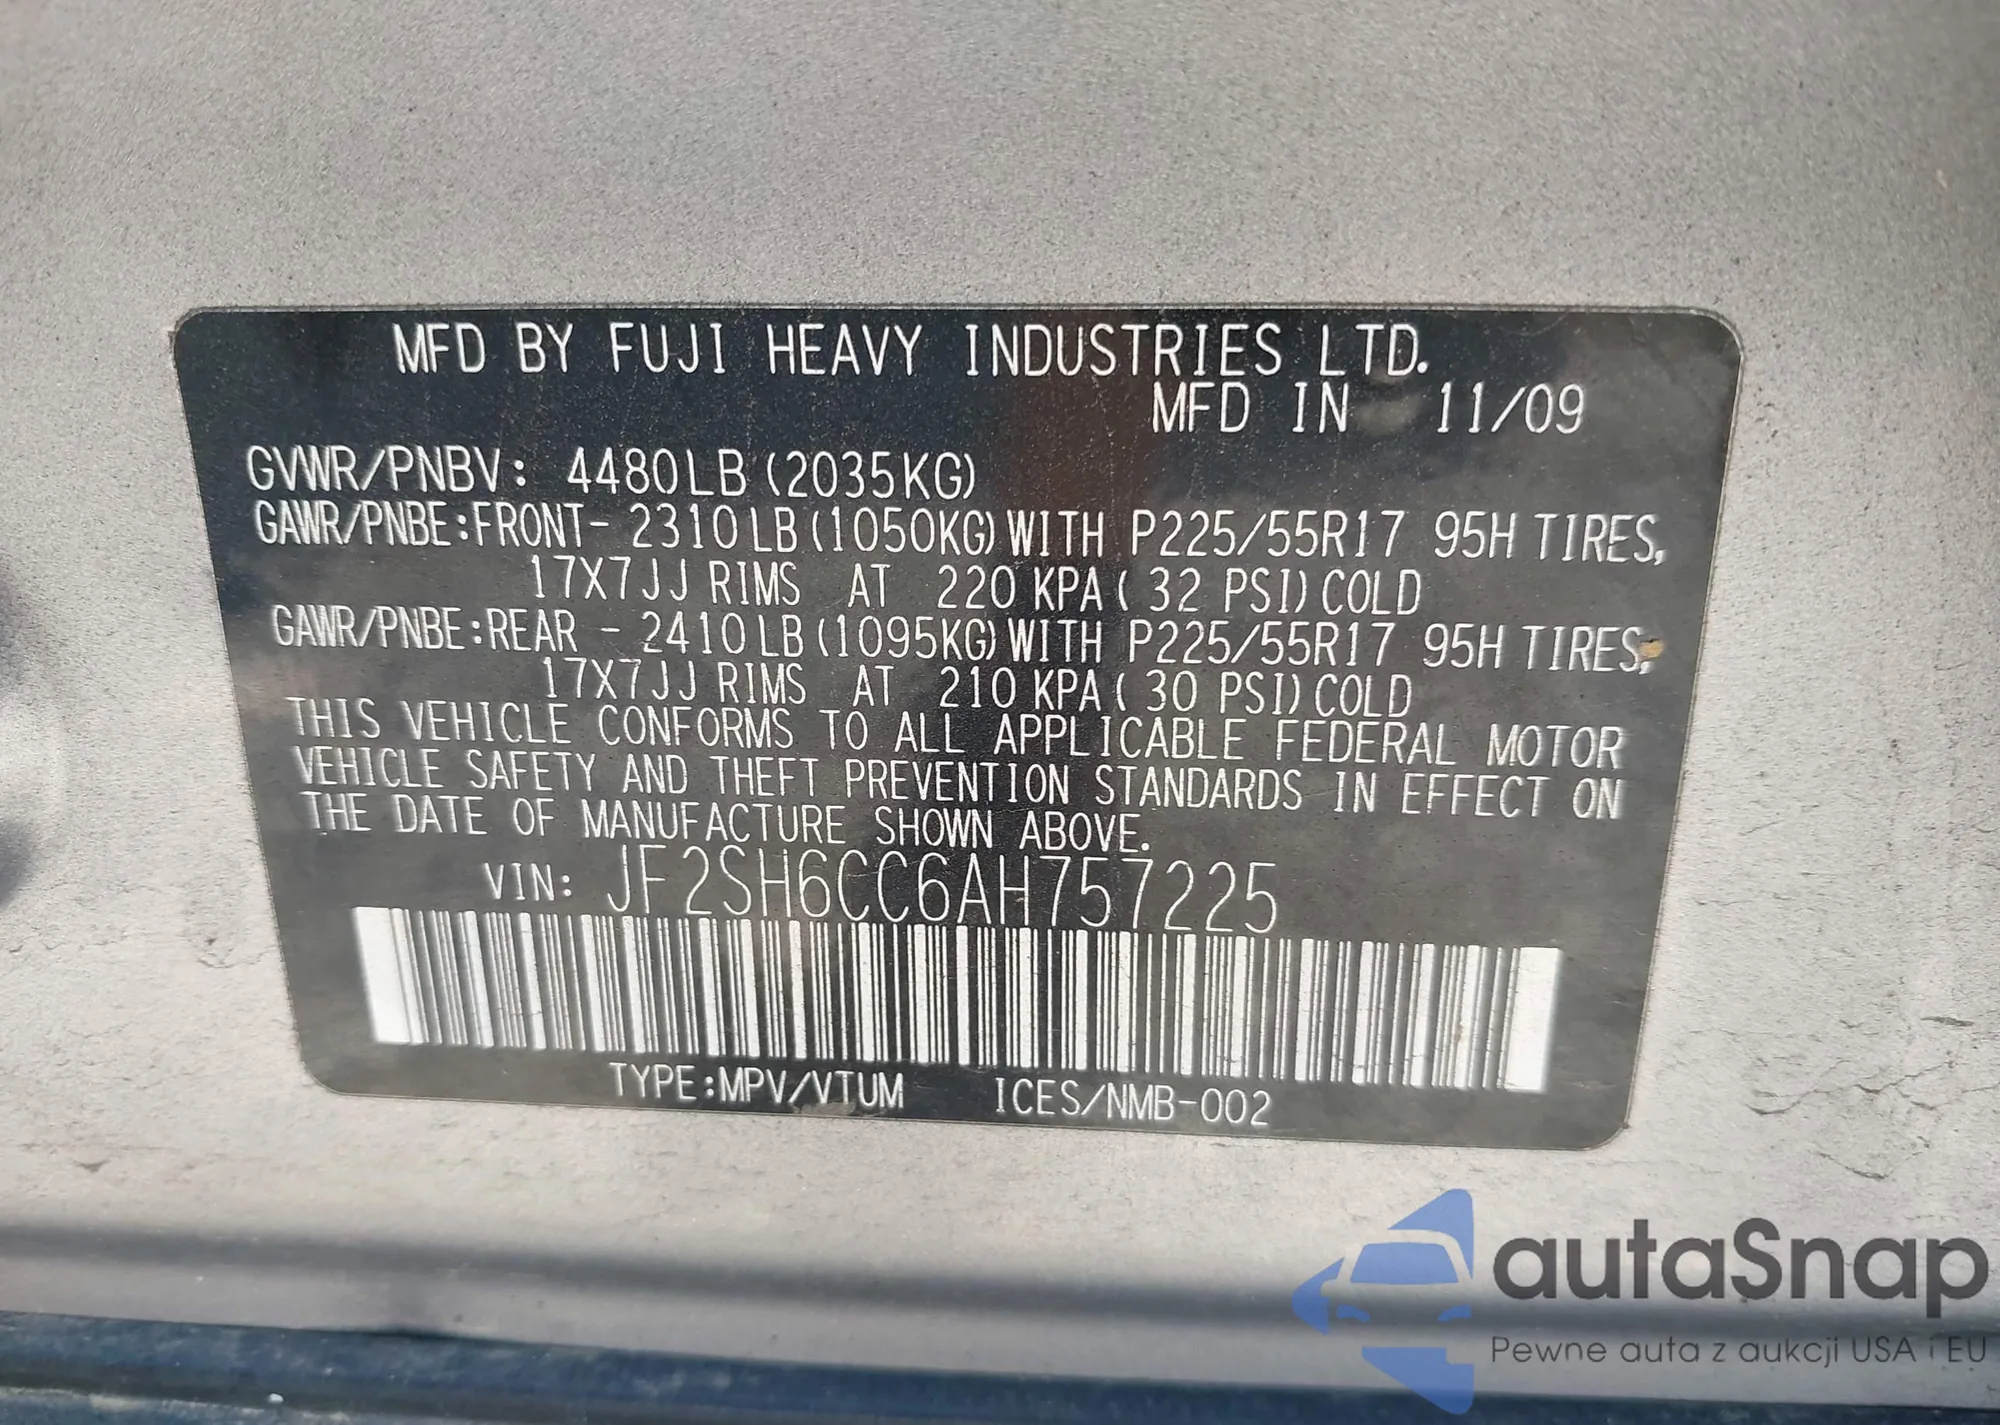 MFD BY FUJI HEAVY INDUSTRIES LTD.
MFD IN 11/09
GVWR/PNBV: 4480LB (2035KG)
GAWR/PNBE:FRONT- 2310LB (1050KG) WITH P225/55R17 95H TIRES,
17X7JJ RIMS AT 220 KPA ( 32 PSI) COLD
GAWR/PNBE:REAR - 2410LB (1095KG) WITH P225/55R17 95H TIRES,
17X7JJ RIMS AT 210 KPA ( 30 PSI) COLD
THIS VEHICLE CONFORMS TO ALL APPLICABLE FEDERAL MOTOR
VEHICLE SAFETY AND THEFT PREVENTION STANDARDS IN EFFECT ON
THE DATE OF MANUFACTURE SHOWN ABOVE.
VIN: JF2SH6CC6AH757225
TYPE:MPV/VTUM ICES/NMB-002
autaSnap
Pewne auta z aukcji USA i EU